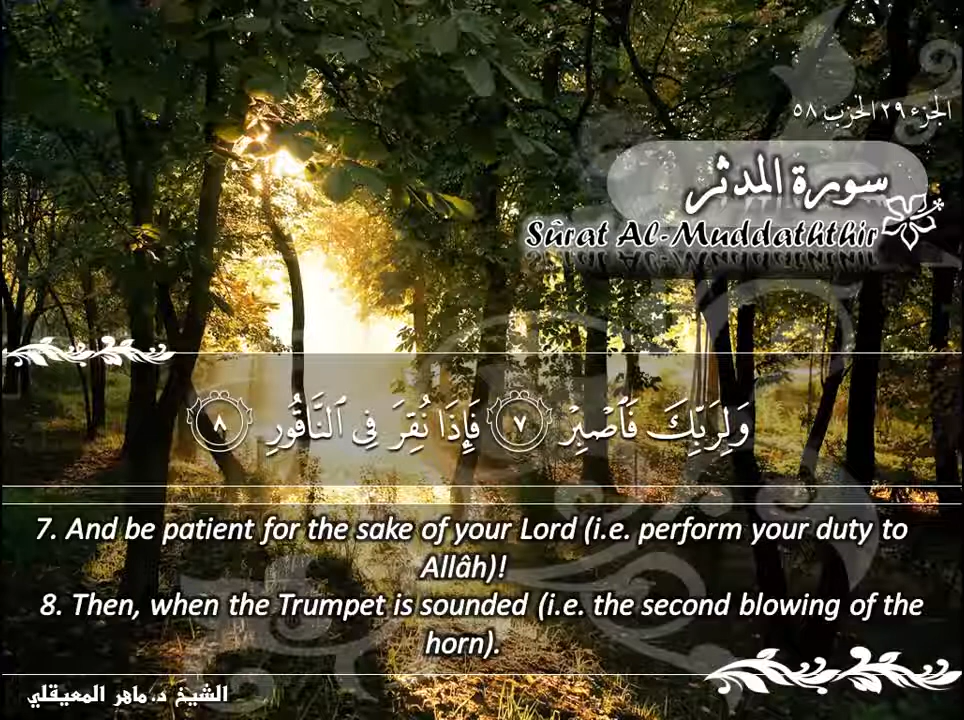 الجزء ٢٩ الحزب ٥٨
سورة المدثر
Sûrat Al-Muddaththir
وَلِرَبِّكَ فَٱصْبِرْ ٧ فَإِذَا نُقِرَ فِى ٱلنَّاقُورِ ٨
7. And be patient for the sake of your Lord (i.e. perform your duty to
Allâh)!
8. Then, when the Trumpet is sounded (i.e. the second blowing of the
horn).
الشيخ د. ماهر المعيقلي